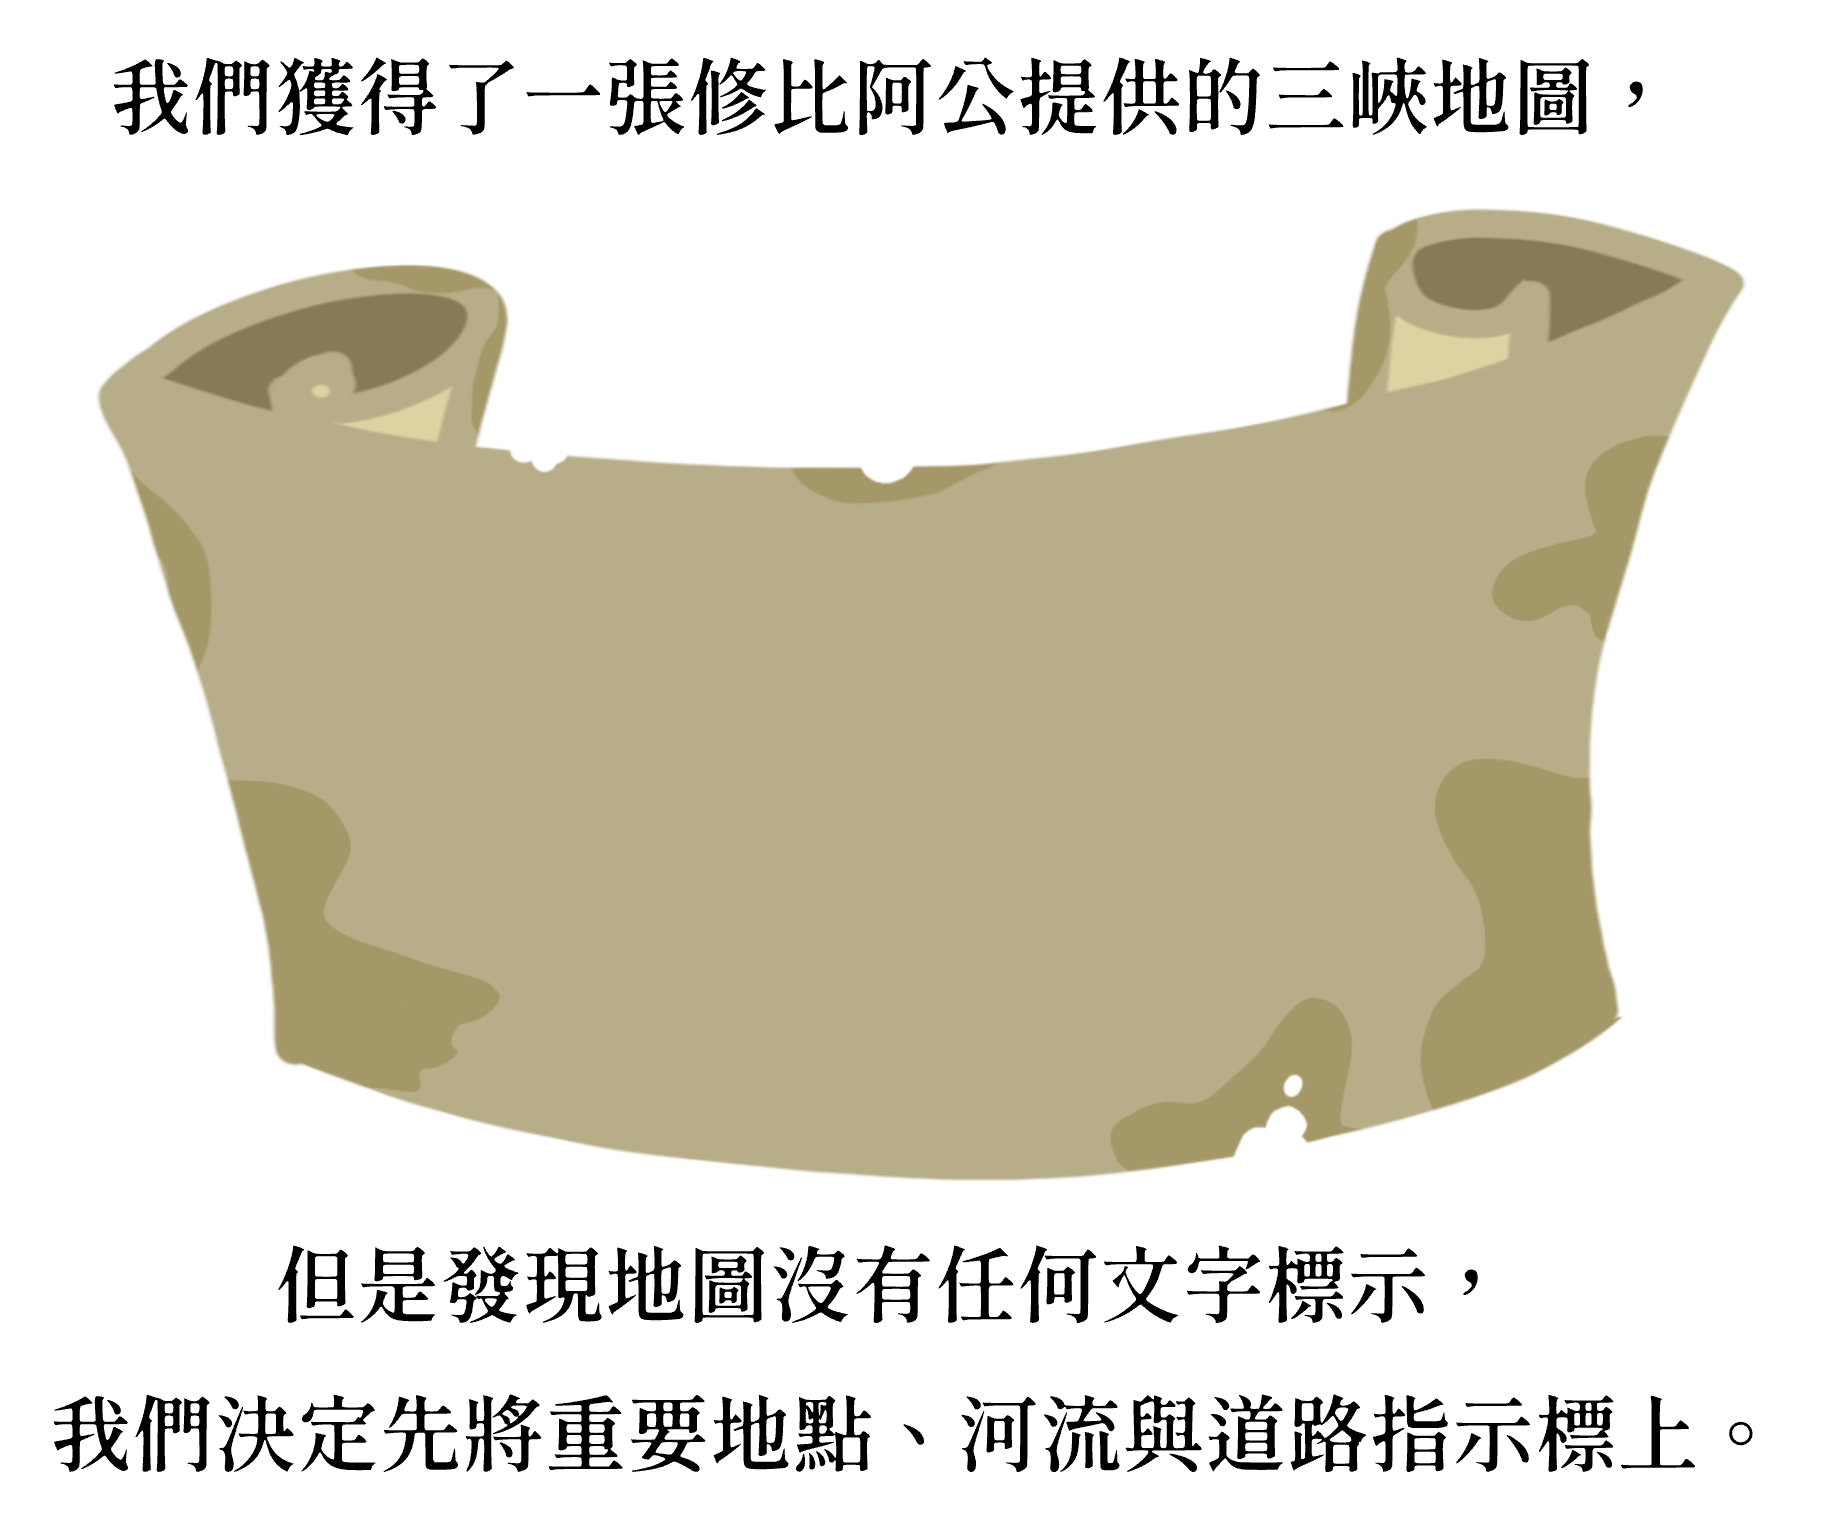 我們獲得了一張修比阿公提供的三峽地圖，
但是發現地圖沒有任何文字標示，
我們決定先將重要地點、河流與道路指示標上。